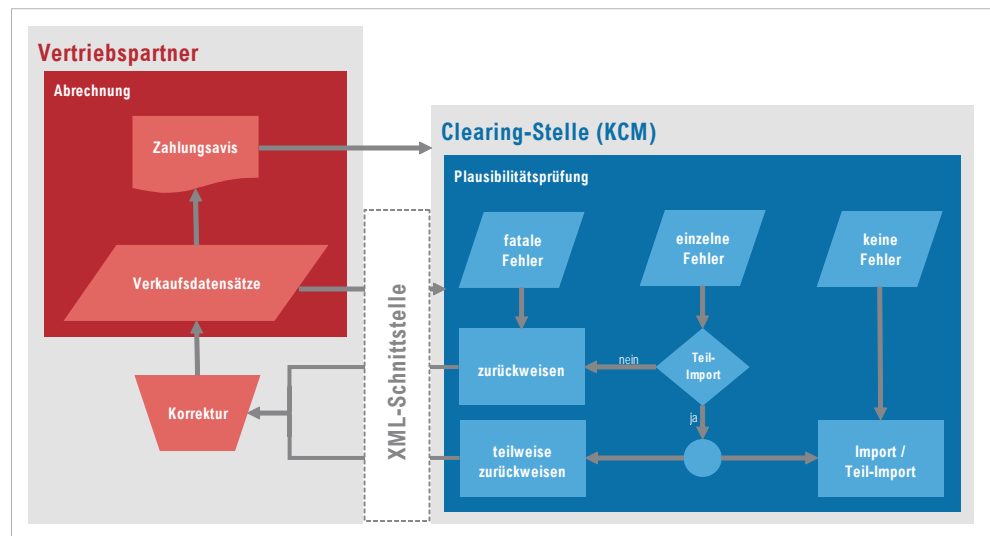 Vertriebspartner
Abrechnung
Zahlungsavis
Verkaufsdatensätze
Korrektur
XML-Schnittstelle
Clearing-Stelle (KCM)
Plausibilitätsprüfung
fatale
Fehler
einzelne
Fehler
keine
Fehler
zurückweisen
nein
Teil-
Import
ja
teilweise
zurückweisen
Import /
Teil-Import